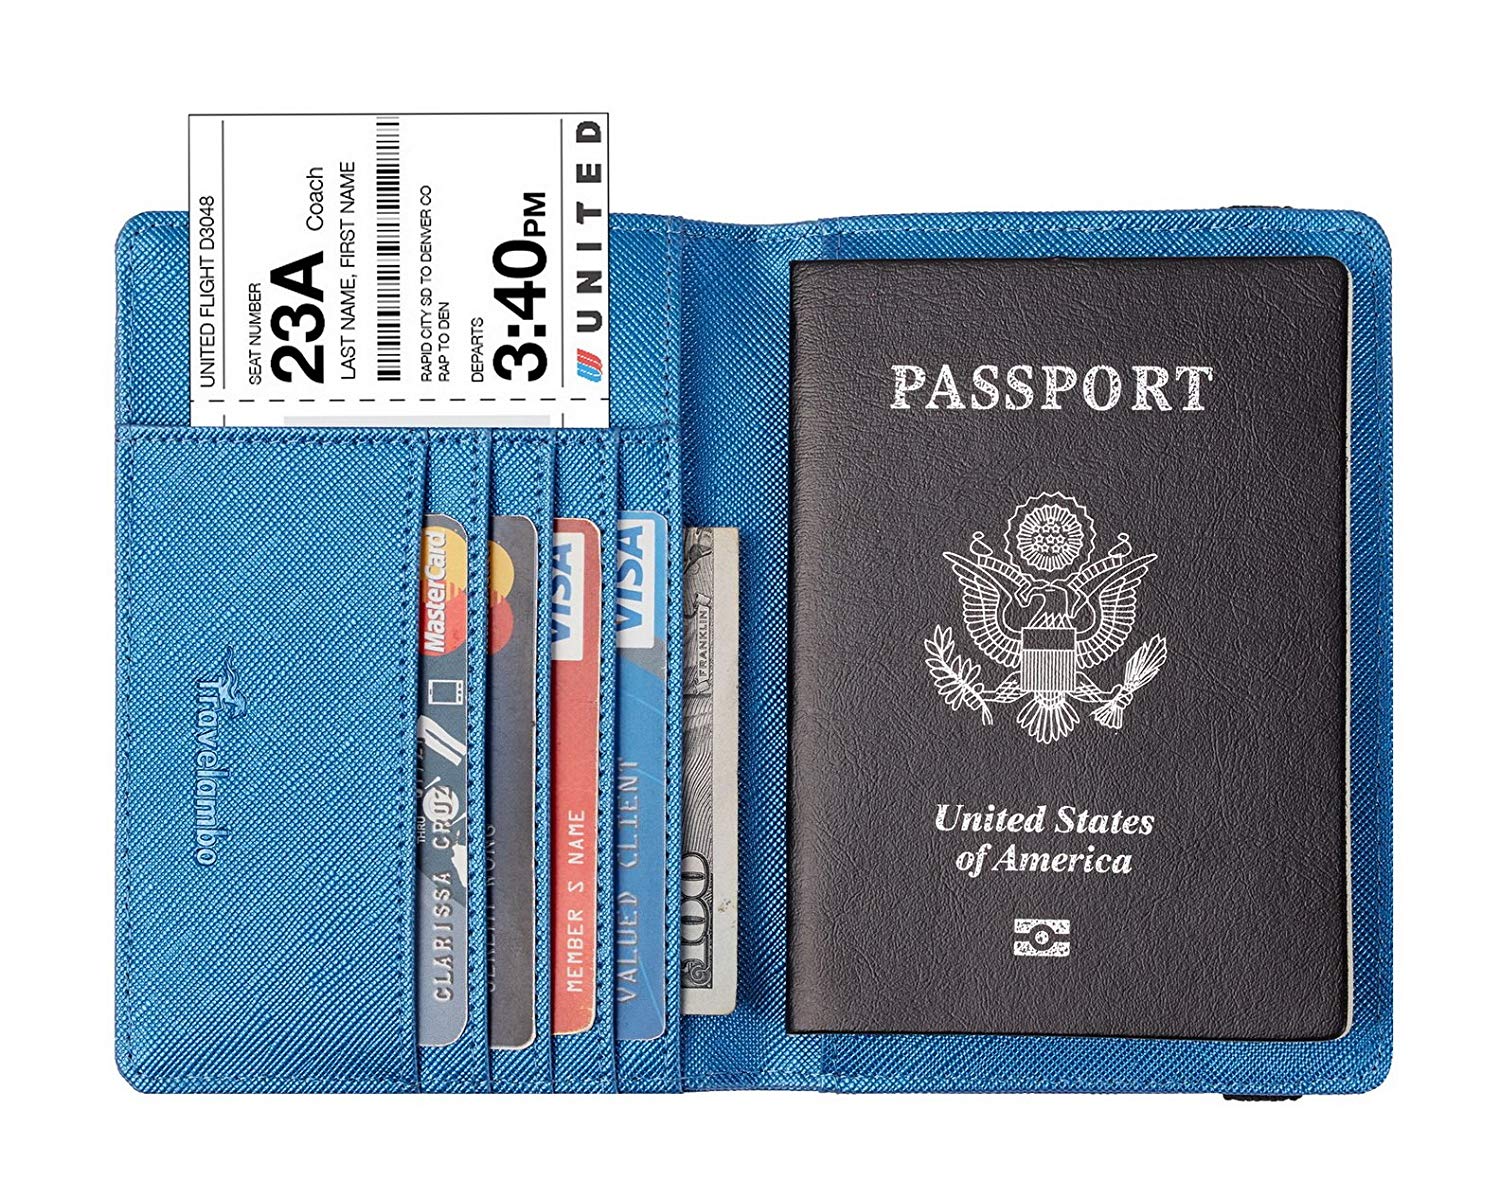 UNITED FLIGHT D3048
SEAT NUMBER
23A Coach
LAST NAME, FIRST NAME
RAPID CITY SD TO DENVER CO
RAP TO DEN
DEPARTS
3:40PM
UNITED
Travelambo
MasterCard
THRU
CLARISSA CRUZ
VISA
MEMBER S NAME
VISA
VALUED CLIENT
FRANKLIN
100
PASSPORT
United States
of America